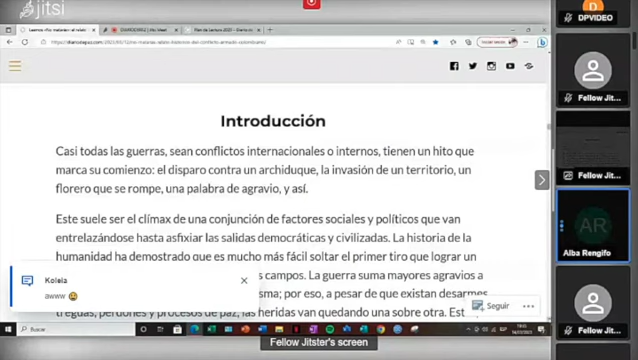 jitsi
DPVIDEO
Fellow Jit...
Fellow Jit...
AR
Alba Rengifo
Introducción
Casi todas las guerras, sean conflictos internacionales o internos, tienen un hito que
marca su comienzo: el disparo contra un archiduque, la invasión de un territorio, un
florero que se rompe, una palabra de agravio, y así.
Este suele ser el clímax de una conjunción de factores sociales y políticos que van
entrelazándose hasta asfixiar las salidas democráticas y civilizadas. La historia de la
humanidad ha demostrado que es mucho más fácil soltar el primer tiro que lograr un
s campos. La guerra suma mayores agravios a
sma; por eso, a pesar de que existan desarmes,
treguas, perdones y procesos de paz, las heridas van quedando una sobre otra. Est
Koleia
awww
Seguir
Buscar
Fellow Jitster's screen